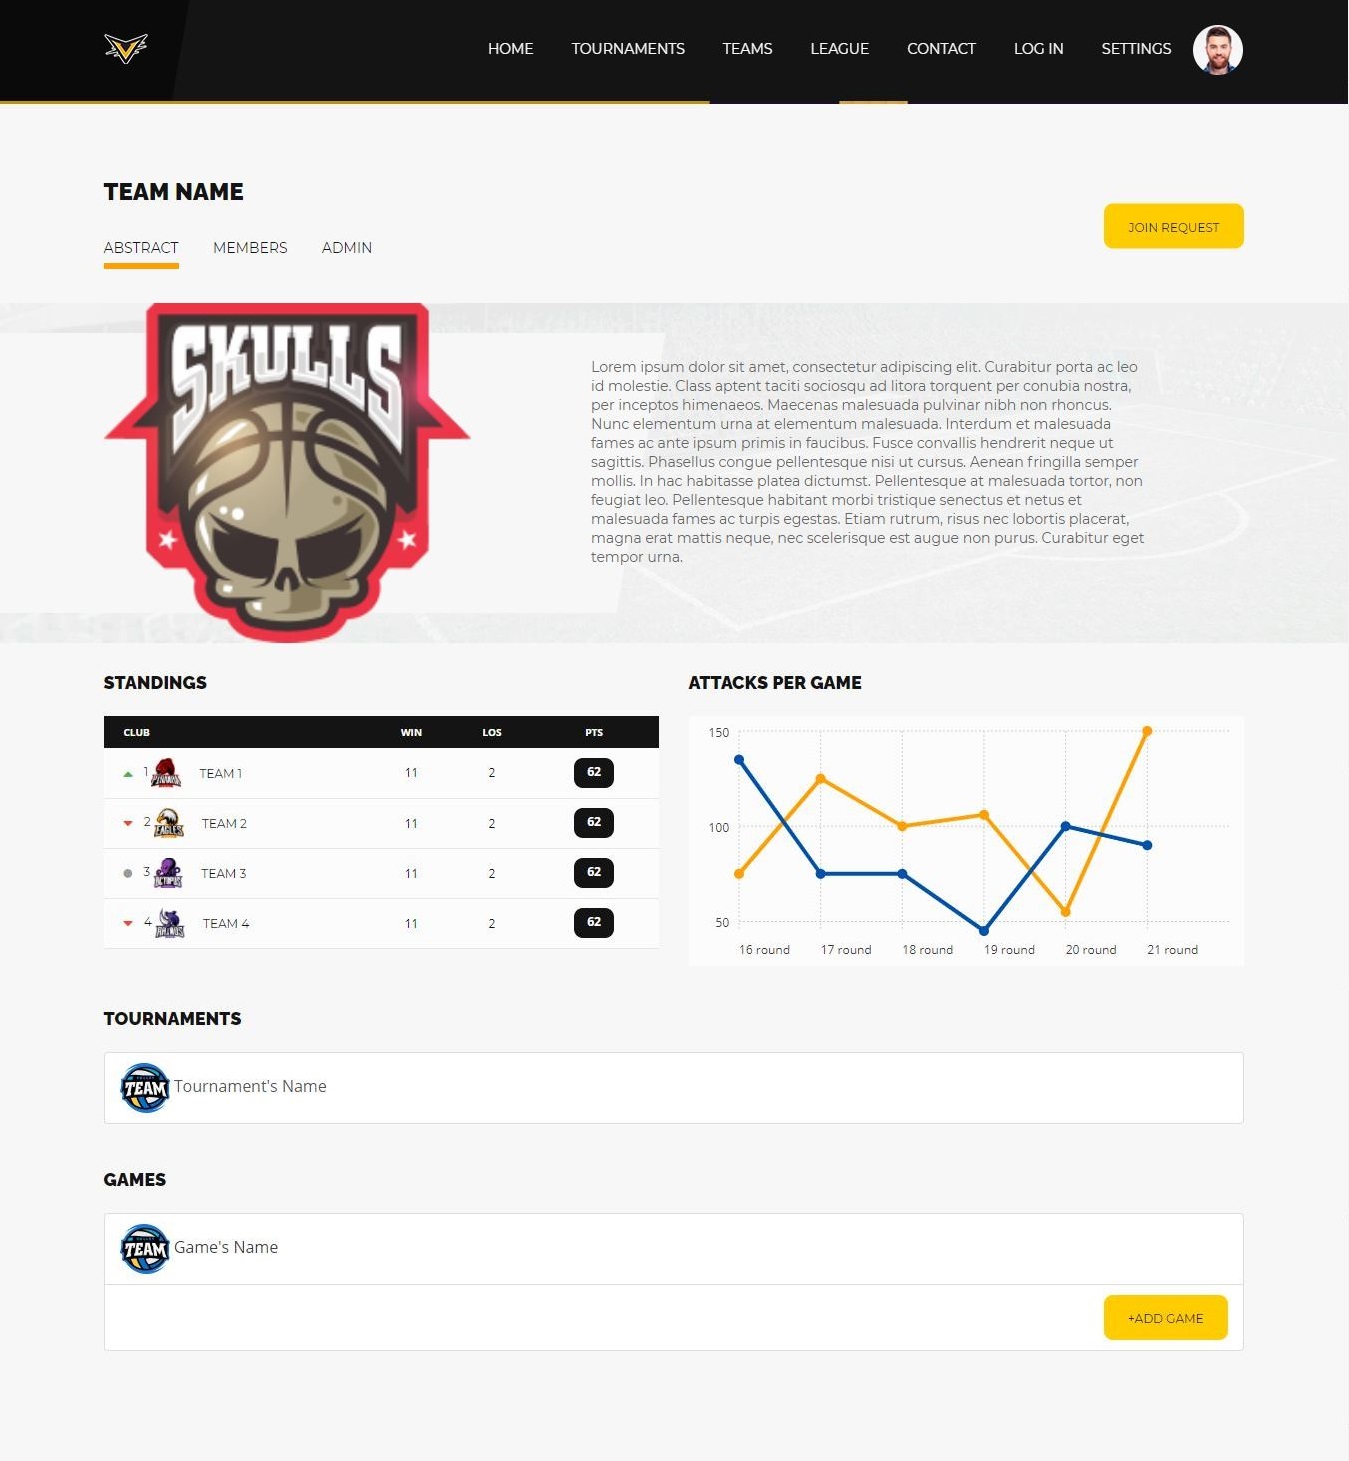 HOME TOURNAMENTS TEAMS LEAGUE CONTACT LOG IN SETTINGS
TEAM NAME
JOIN REQUEST
ABSTRACT MEMBERS ADMIN
SKULLS
Lorem ipsum dolor sit amet, consectetur adipiscing elit. Curabitur porta ac leo
id molestie. Class aptent taciti sociosqu ad litora torquent per conubia nostra,
per inceptos himenaeos. Maecenas malesuada pulvinar nibh non rhoncus.
Nunc elementum urna at elementum malesuada. Interdum et malesuada
fames ac ante ipsum primis in faucibus. Fusce convallis hendrerit neque ut
sagittis. Phasellus congue pellentesque nisi ut cursus. Aenean fringilla semper
mollis. In hac habitasse platea dictumst. Pellentesque at malesuada tortor, non
feugiat leo. Pellentesque habitant morbi tristique senectus et netus et
malesuada fames ac turpis egestas. Etiam rutrum, risus nec lobortis placerat,
magna erat mattis neque, nec scelerisque est augue non purus. Curabitur eget
tempor urna.
STANDINGS
CLUB WIN LOS PTS
1 TEAM 1 11 2 62
2 EAGLES TEAM 2 11 2 62
3 OCTOPUS TEAM 3 11 2 62
4 TEAM 4 11 2 62
ATTACKS PER GAME
150
100
50
16 round 17 round 18 round 19 round 20 round 21 round
TOURNAMENTS
TEAM Tournament's Name
GAMES
TEAM Game's Name
+ADD GAME